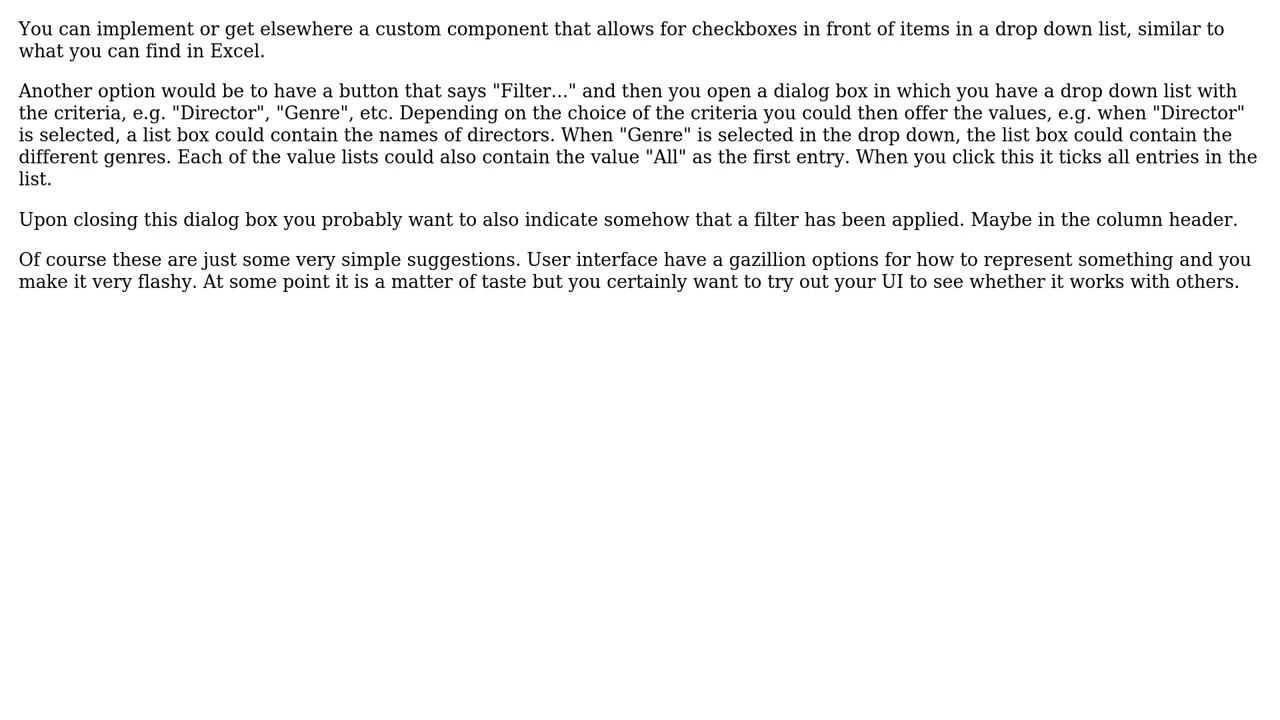 You can implement or get elsewhere a custom component that allows for checkboxes in front of items in a drop down list, similar to
what you can find in Excel.
Another option would be to have a button that says "Filter..." and then you open a dialog box in which you have a drop down list with
the criteria, e.g. "Director", "Genre", etc. Depending on the choice of the criteria you could then offer the values, e.g. when "Director"
is selected, a list box could contain the names of directors. When "Genre" is selected in the drop down, the list box could contain the
different genres. Each of the value lists could also contain the value "All" as the first entry. When you click this it ticks all entries in the
list.
Upon closing this dialog box you probably want to also indicate somehow that a filter has been applied. Maybe in the column header.
Of course these are just some very simple suggestions. User interface have a gazillion options for how to represent something and you
make it very flashy. At some point it is a matter of taste but you certainly want to try out your UI to see whether it works with others.